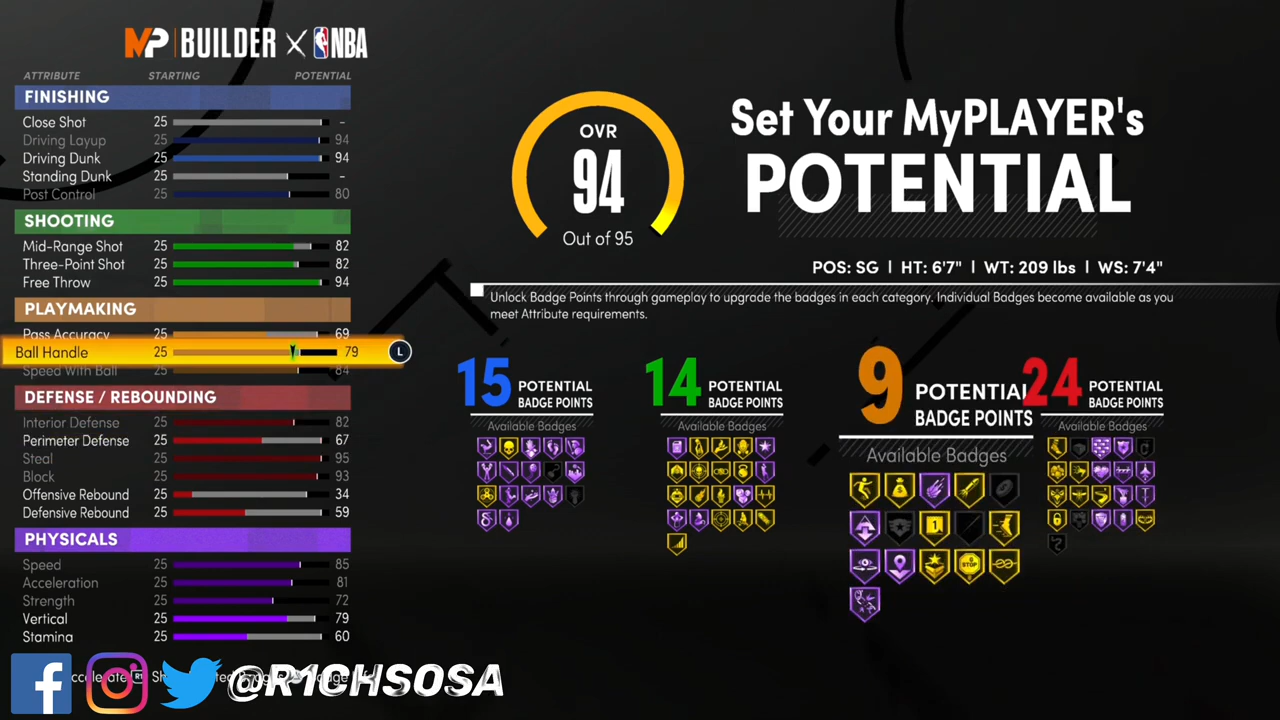 MP BUILDER X NBA
ATTRIBUTE STARTING POTENTIAL
FINISHING
Close Shot 25 -
Driving Layup 25 94
Driving Dunk 25 94
Standing Dunk 25 -
Post Control 25 80
SHOOTING
Mid-Range Shot 25 82
Three-Point Shot 25 82
Free Throw 25 94
PLAYMAKING
Pass Accuracy 25 69
Ball Handle 25 79 L
Speed With Ball 25 84
DEFENSE / REBOUNDING
Interior Defense 25 82
Perimeter Defense 25 67
Steal 25 95
Block 25 93
Offensive Rebound 25 34
Defensive Rebound 25 59
PHYSICALS
Speed 25 85
Acceleration 25 81
Strength 25 72
Vertical 25 79
Stamina 25 60
OVR
94
Out of 95
Set Your MyPLAYER's
POTENTIAL
POS: SG | HT: 6'7" | WT: 209 lbs | WS: 7'4"
Unlock Badge Points through gameplay to upgrade the badges in each category. Individual Badges become available as you
meet Attribute requirements.
15 POTENTIAL BADGE POINTS
Available Badges
14 POTENTIAL BADGE POINTS
Available Badges
9 POTENTIAL BADGE POINTS
Available Badges
1
STOP
24 POTENTIAL BADGE POINTS
Available Badges
@R1CHSOSA